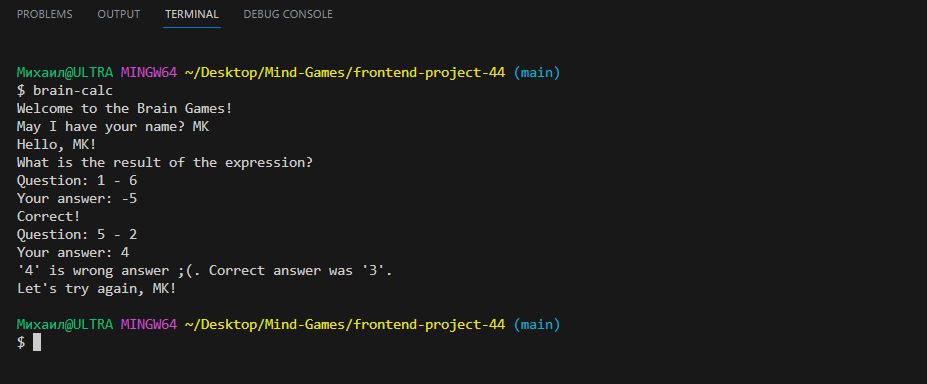 PROBLEMS OUTPUT TERMINAL DEBUG CONSOLE
Михаил@ULTRA MINGW64 ~/Desktop/Mind-Games/frontend-project-44 (main)
$ brain-calc
Welcome to the Brain Games!
May I have your name? MK
Hello, MK!
What is the result of the expression?
Question: 1 - 6
Your answer: -5
Correct!
Question: 5 - 2
Your answer: 4
'4' is wrong answer ;(. Correct answer was '3'.
Let's try again, MK!
Михаил@ULTRA MINGW64 ~/Desktop/Mind-Games/frontend-project-44 (main)
$